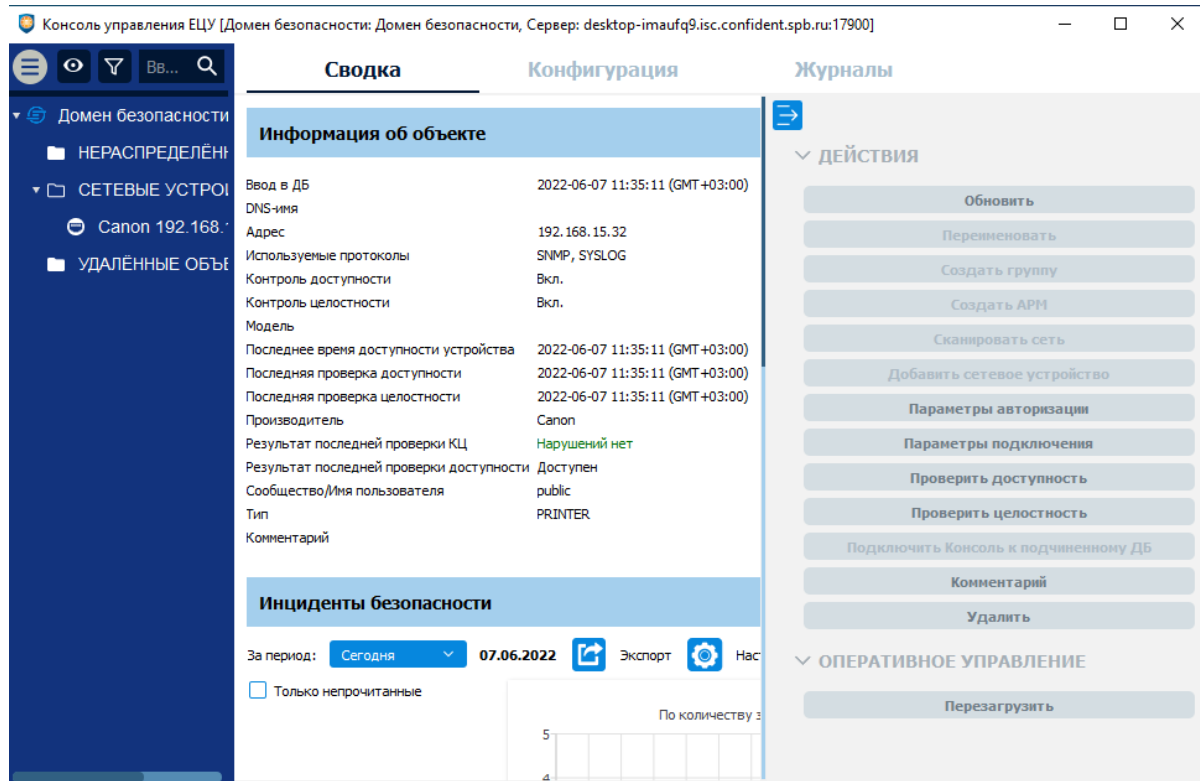 Консоль управления ЕЦУ [Домен безопасности: Домен безопасности, Сервер: desktop-imaufq9.isc.confident.spb.ru:17900]
Вв...
Домен безопасности
НЕРАСПРЕДЕЛЁНН
СЕТЕВЫЕ УСТРОЙ
Canon 192.168.1
УДАЛЁННЫЕ ОБЪЕ
Сводка Конфигурация Журналы
Информация об объекте
Ввод в ДБ 2022-06-07 11:35:11 (GMT+03:00)
DNS-имя
Адрес 192.168.15.32
Используемые протоколы SNMP, SYSLOG
Контроль доступности Вкл.
Контроль целостности Вкл.
Модель
Последнее время доступности устройства 2022-06-07 11:35:11 (GMT+03:00)
Последняя проверка доступности 2022-06-07 11:35:11 (GMT+03:00)
Последняя проверка целостности 2022-06-07 11:35:11 (GMT+03:00)
Производитель Canon
Результат последней проверки КЦ Нарушений нет
Результат последней проверки доступности Доступен
Сообщество/Имя пользователя public
Тип PRINTER
Комментарий
Инциденты безопасности
За период: Сегодня 07.06.2022 Экспорт Нас
Только непрочитанные
По количеству з
5
4
ДЕЙСТВИЯ
Обновить
Переименовать
Создать группу
Создать АРМ
Сканировать сеть
Добавить сетевое устройство
Параметры авторизации
Параметры подключения
Проверить доступность
Проверить целостность
Подключить Консоль к подчиненному ДБ
Комментарий
Удалить
ОПЕРАТИВНОЕ УПРАВЛЕНИЕ
Перезагрузить